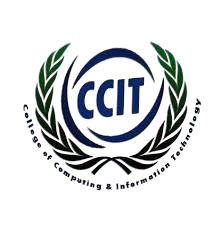 CCIT
College of Computing & Information Technology